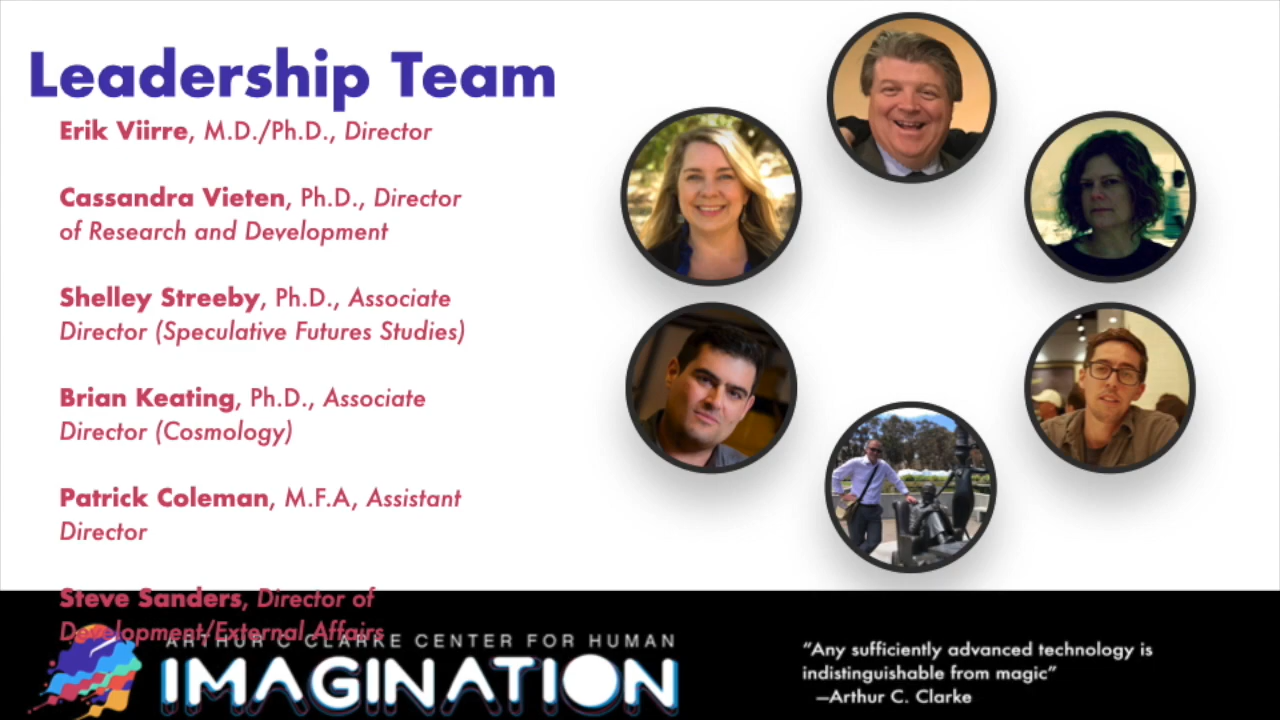 Leadership Team
Erik Viirre, M.D./Ph.D., Director
Cassandra Vieten, Ph.D., Director
of Research and Development
Shelley Streeby, Ph.D., Associate
Director (Speculative Futures Studies)
Brian Keating, Ph.D., Associate
Director (Cosmology)
Patrick Coleman, M.F.A, Assistant
Director
Steve Sanders, Director of
Development/External Affairs
ARTHUR C CLARKE CENTER FOR HUMAN
IMAGINATION
“Any sufficiently advanced technology is
indistinguishable from magic”
—Arthur C. Clarke